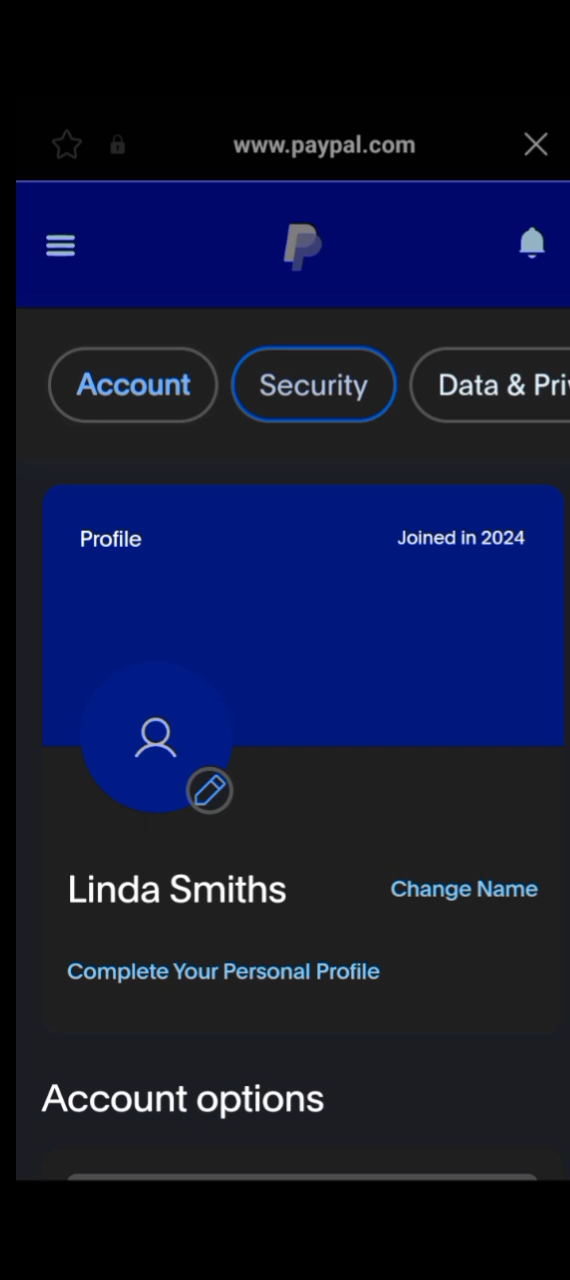 www.paypal.com
Account Security Data & Pri
Profile Joined in 2024
Linda Smiths Change Name
Complete Your Personal Profile
Account options